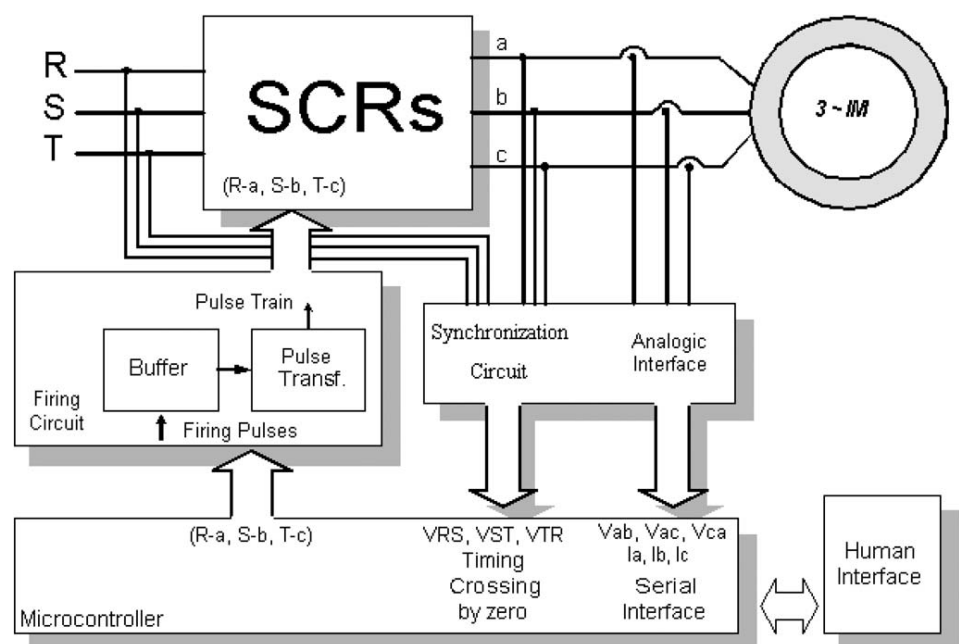 R
S
T
SCRs
(R-a, S-b, T-c)
a
b
c
3 ~ IM
Pulse Train
Buffer
Pulse
Transf.
Firing
Circuit
Firing Pulses
Synchronization
Circuit
Analogic
Interface
(R-a, S-b, T-c)
Microcontroller
VRS, VST, VTR
Timing
Crossing
by zero
Vab, Vac, Vca
Ia, Ib, Ic
Serial
Interface
Human
Interface